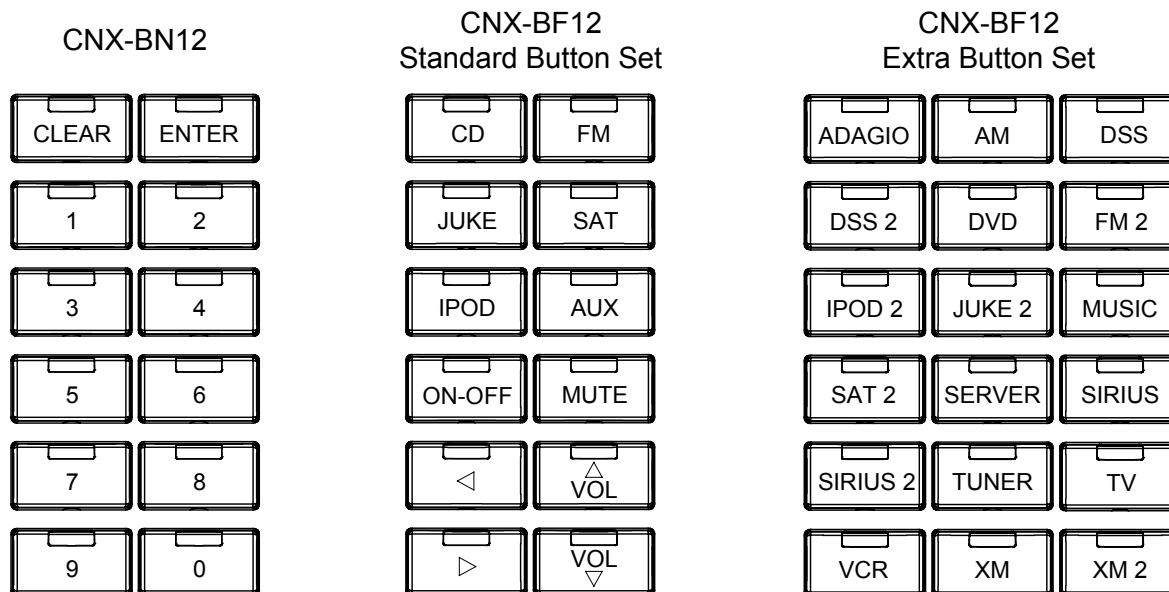 CNX-BN12
CLEAR ENTER
1 2
3 4
5 6
7 8
9 0
CNX-BF12
Standard Button Set
CD FM
JUKE SAT
IPOD AUX
ON-OFF MUTE
◁ △ VOL
▷ VOL ▽
CNX-BF12
Extra Button Set
ADAGIO AM DSS
DSS 2 DVD FM 2
IPOD 2 JUKE 2 MUSIC
SAT 2 SERVER SIRIUS
SIRIUS 2 TUNER TV
VCR XM XM 2